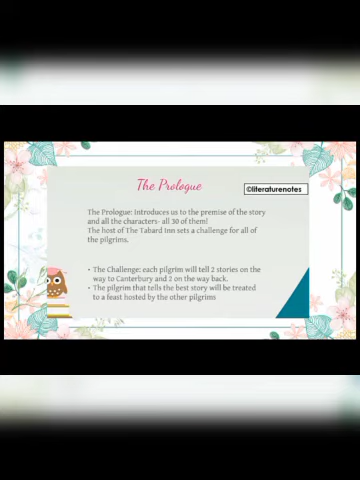 The Prologue
©literaturenotes
The Prologue: introduces us to the premise of the story
and all the characters- all 30 of them!
The host of The Tabard Inn sets a challenge for all of
the pilgrims.
• The Challenge: each pilgrim will tell 2 stories on the
way to Canterbury and 2 on the way back.
• The pilgrim that tells the best story will be treated
to a feast hosted by the other pilgrims